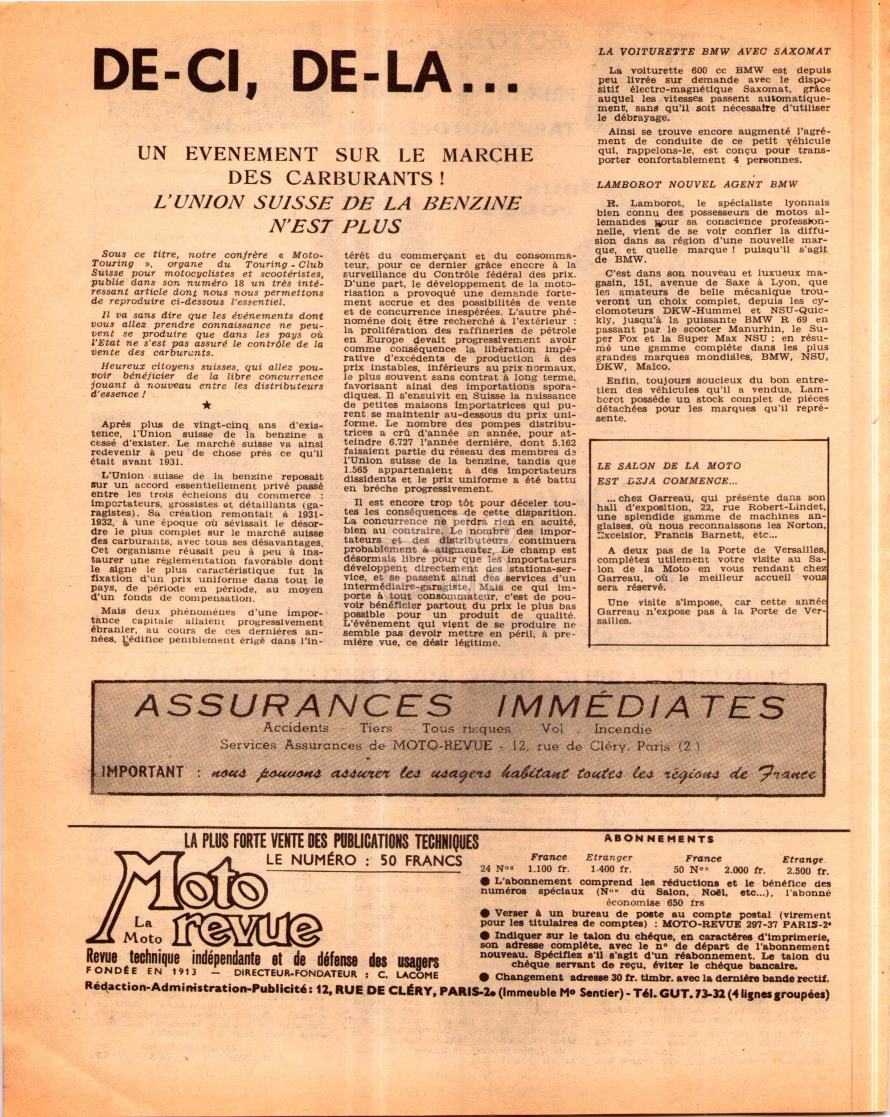 DE-CI, DE-LA...
UN EVENEMENT SUR LE MARCHE
DES CARBURANTS !
L'UNION SUISSE DE LA BENZINE
N'EST PLUS
Sous ce titre, notre confrère « Moto-
Touring », organe du Touring-Club
Suisse pour motocyclistes et scootéristes,
publie dans son numéro 18 un très inté-
ressant article dont nous nous permettons
de reproduire ci-dessous l'essentiel.
Il va sans dire que les événements dont
vous allez prendre connaissance ne peu-
vent se produire que dans les pays où
l'Etat ne s'est pas assuré le contrôle de la
vente des carburants.
Heureux citoyens suisses, qui allez pou-
voir bénéficier de la libre concurrence
jouant à nouveau entre les distributeurs
d'essence !
★
Après plus de vingt-cinq ans d'exis-
tence, l'Union suisse de la benzine a
cessé d'exister. Le marché suisse va ainsi
redevenir à peu de chose près ce qu'il
était avant 1931.
L'Union suisse de la benzine reposait
sur un accord essentiellement privé passé
entre les trois échelons du commerce :
importateurs, grossistes et détaillants (ga-
ragistes). Sa création remontait à 1931-
1932, à une époque où sévissait le désor-
dre le plus complet sur le marché suisse
des carburants, avec tous ses désavantages.
Cet organisme réussit peu à peu à ins-
taurer une réglementation favorable dont
le signe le plus caractéristique fut la
fixation d'un prix uniforme dans tout le
pays, de période en période, au moyen
d'un fonds de compensation.
Mais deux phénomènes d'une impor-
tance capitale allaient progressivement
ébranler, au cours de ces dernières an-
nées, l'édifice péniblement érigé dans l'in-
térêt du commerçant et du consomma-
teur, pour ce dernier grâce encore à la
surveillance du Contrôle fédéral des prix.
D'une part, le développement de la moto-
risation a provoqué une demande forte-
ment accrue et des possibilités de vente
et de concurrence inespérées. L'autre phé-
nomène doit être recherché à l'extérieur :
la prolifération des raffineries de pétrole
en Europe devait progressivement avoir
comme conséquence la libération impé-
rative d'excédents de production à des
prix instables, inférieurs au prix normaux,
le plus souvent sans contrat à long terme,
favorisant ainsi des importations spora-
diques. Il s'ensuivit en Suisse la naissance
de petites maisons importatrices qui pu-
rent se maintenir au-dessous du prix uni-
forme. Le nombre des pompes distribu-
trices a crû d'année en année, pour at-
teindre 6.727 l'année dernière, dont 5.162
faisaient partie du réseau des membres de
l'Union suisse de la benzine, tandis que
1.565 appartenaient à des importateurs
dissidents et le prix uniforme a été battu
en brèche progressivement.
Il est encore trop tôt pour déceler tou-
tes les conséquences de cette disparition.
La concurrence ne perdra rien en acuité,
bien au contraire. Le nombre des impor-
tateurs et des distributeurs continuera
probablement à augmenter. Le champ est
désormais libre pour que les importateurs
développent directement des stations-ser-
vice, et se passent ainsi des services d'un
intermédiaire-garagiste. Mais ce qui im-
porte à tout consommateur, c'est de pou-
voir bénéficier partout du prix le plus bas
possible pour un produit de qualité.
L'événement qui vient de se produire ne
semble pas devoir mettre en péril, à pre-
mière vue, ce désir légitime.
LA VOITURETTE BMW AVEC SAXOMAT
La voiturette 600 cc BMW est depuis
peu livrée sur demande avec le dispo-
sitif électro-magnétique Saxomat, grâce
auquel les vitesses passent automatique-
ment, sans qu'il soit nécessaire d'utiliser
le débrayage.
Ainsi se trouve encore augmenté l'agré-
ment de conduite de ce petit véhicule
qui, rappelons-le, est conçu pour trans-
porter confortablement 4 personnes.
LAMBOROT NOUVEL AGENT BMW
R. Lamborot, le spécialiste lyonnais
bien connu des possesseurs de motos al-
lemandes pour sa conscience profession-
nelle, vient de se voir confier la diffu-
sion dans sa région d'une nouvelle mar-
que, et quelle marque ! puisqu'il s'agit
de BMW.
C'est dans son nouveau et luxueux ma-
gasin, 151, avenue de Saxe à Lyon, que
les amateurs de belle mécanique trou-
veront un choix complet, depuis les cy-
clomoteurs DKW-Hummel et NSU-Quic-
kly, jusqu'à la puissante BMW R 69 en
passant par le scooter Manurhin, le Su-
per Fox et la Super Max NSU ; en résu-
mé une gamme complète dans les plus
grandes marques mondiales, BMW, NSU,
DKW, Maïco.
Enfin, toujours soucieux du bon entre-
tien des véhicules qu'il a vendus, Lam-
borot possède un stock complet de pièces
détachées pour les marques qu'il repré-
sente.
LE SALON DE LA MOTO
EST DEJA COMMENCE...
... chez Garreau, qui présente dans son
hall d'exposition, 22, rue Robert-Lindet,
une splendide gamme de machines an-
glaises, où nous reconnaissons les Norton,
Excelsior, Francis Barnett, etc...
A deux pas de la Porte de Versailles,
complétez utilement votre visite au Sa-
lon de la Moto en vous rendant chez
Garreau, où le meilleur accueil vous
sera réservé.
Une visite s'impose, car cette année
Garreau n'expose pas à la Porte de Ver-
sailles.
ASSURANCES IMMÉDIATES
Accidents - Tiers - Tous risques - Vol - Incendie
Services Assurances de MOTO-REVUE - 12, rue de Cléry, Paris (2)
IMPORTANT : nous pouvons assurer les usagers habitant toutes les régions de France
LA PLUS FORTE VENTE DES PUBLICATIONS TECHNIQUES
LE NUMÉRO : 50 FRANCS
Moto
revue
La
Moto
Revue technique indépendante et de défense des usagers
FONDÉE EN 1913 — DIRECTEUR-FONDATEUR : C. LACOME
ABONNEMENTS
France Etranger France Etrange
24 Nos 1.100 fr. 1.400 fr. 50 Nos 2.000 fr. 2.500 fr.
● L'abonnement comprend les réductions et le bénéfice des
numéros spéciaux (Nos du Salon, Noël, etc...), l'abonné
économise 650 frs
● Verser à un bureau de poste au compte postal (virement
pour les titulaires de comptes) : MOTO-REVUE 297-37 PARIS-2e
● Indiquer sur le talon du chèque, en caractères d'imprimerie,
son adresse complète, avec le no de départ de l'abonnement
nouveau. Spécifiez s'il s'agit d'un réabonnement. Le talon du
chèque servant de reçu, éviter le chèque bancaire.
● Changement adresse 30 fr. timbr. avec la dernière bande rectif.
Rédaction-Administration-Publicité : 12, RUE DE CLÉRY, PARIS-2e (Immeuble Mo Sentier) - Tél. GUT. 73-32 (4 lignes groupées)